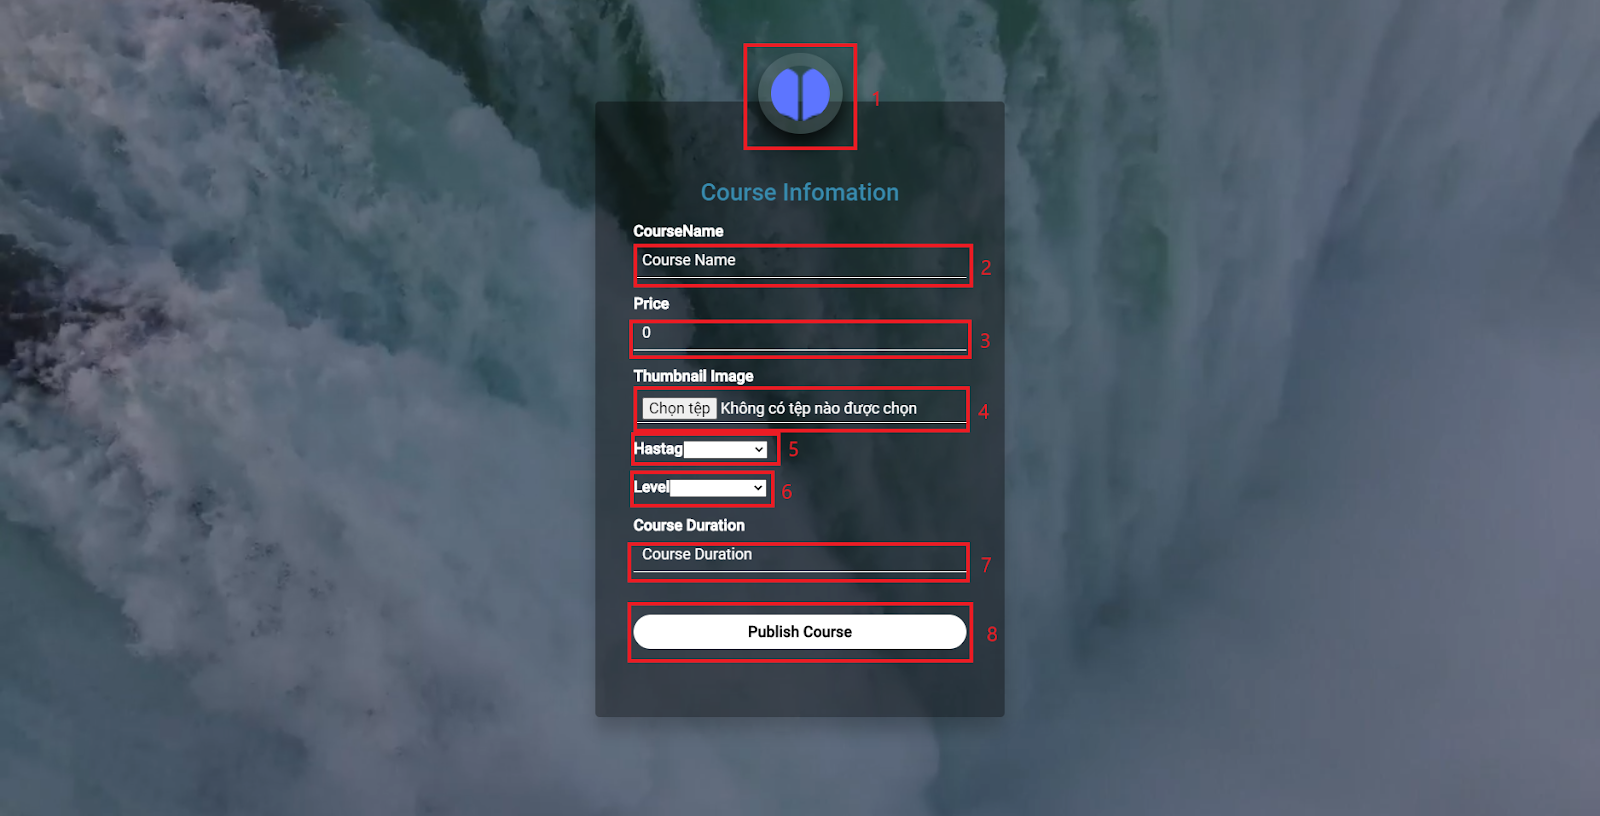 1
Course Infomation
CourseName
Course Name 2
Price
0 3
Thumbnail Image
Chọn tệp Không có tệp nào được chọn 4
Hastag 5
Level 6
Course Duration
Course Duration 7
Publish Course 8